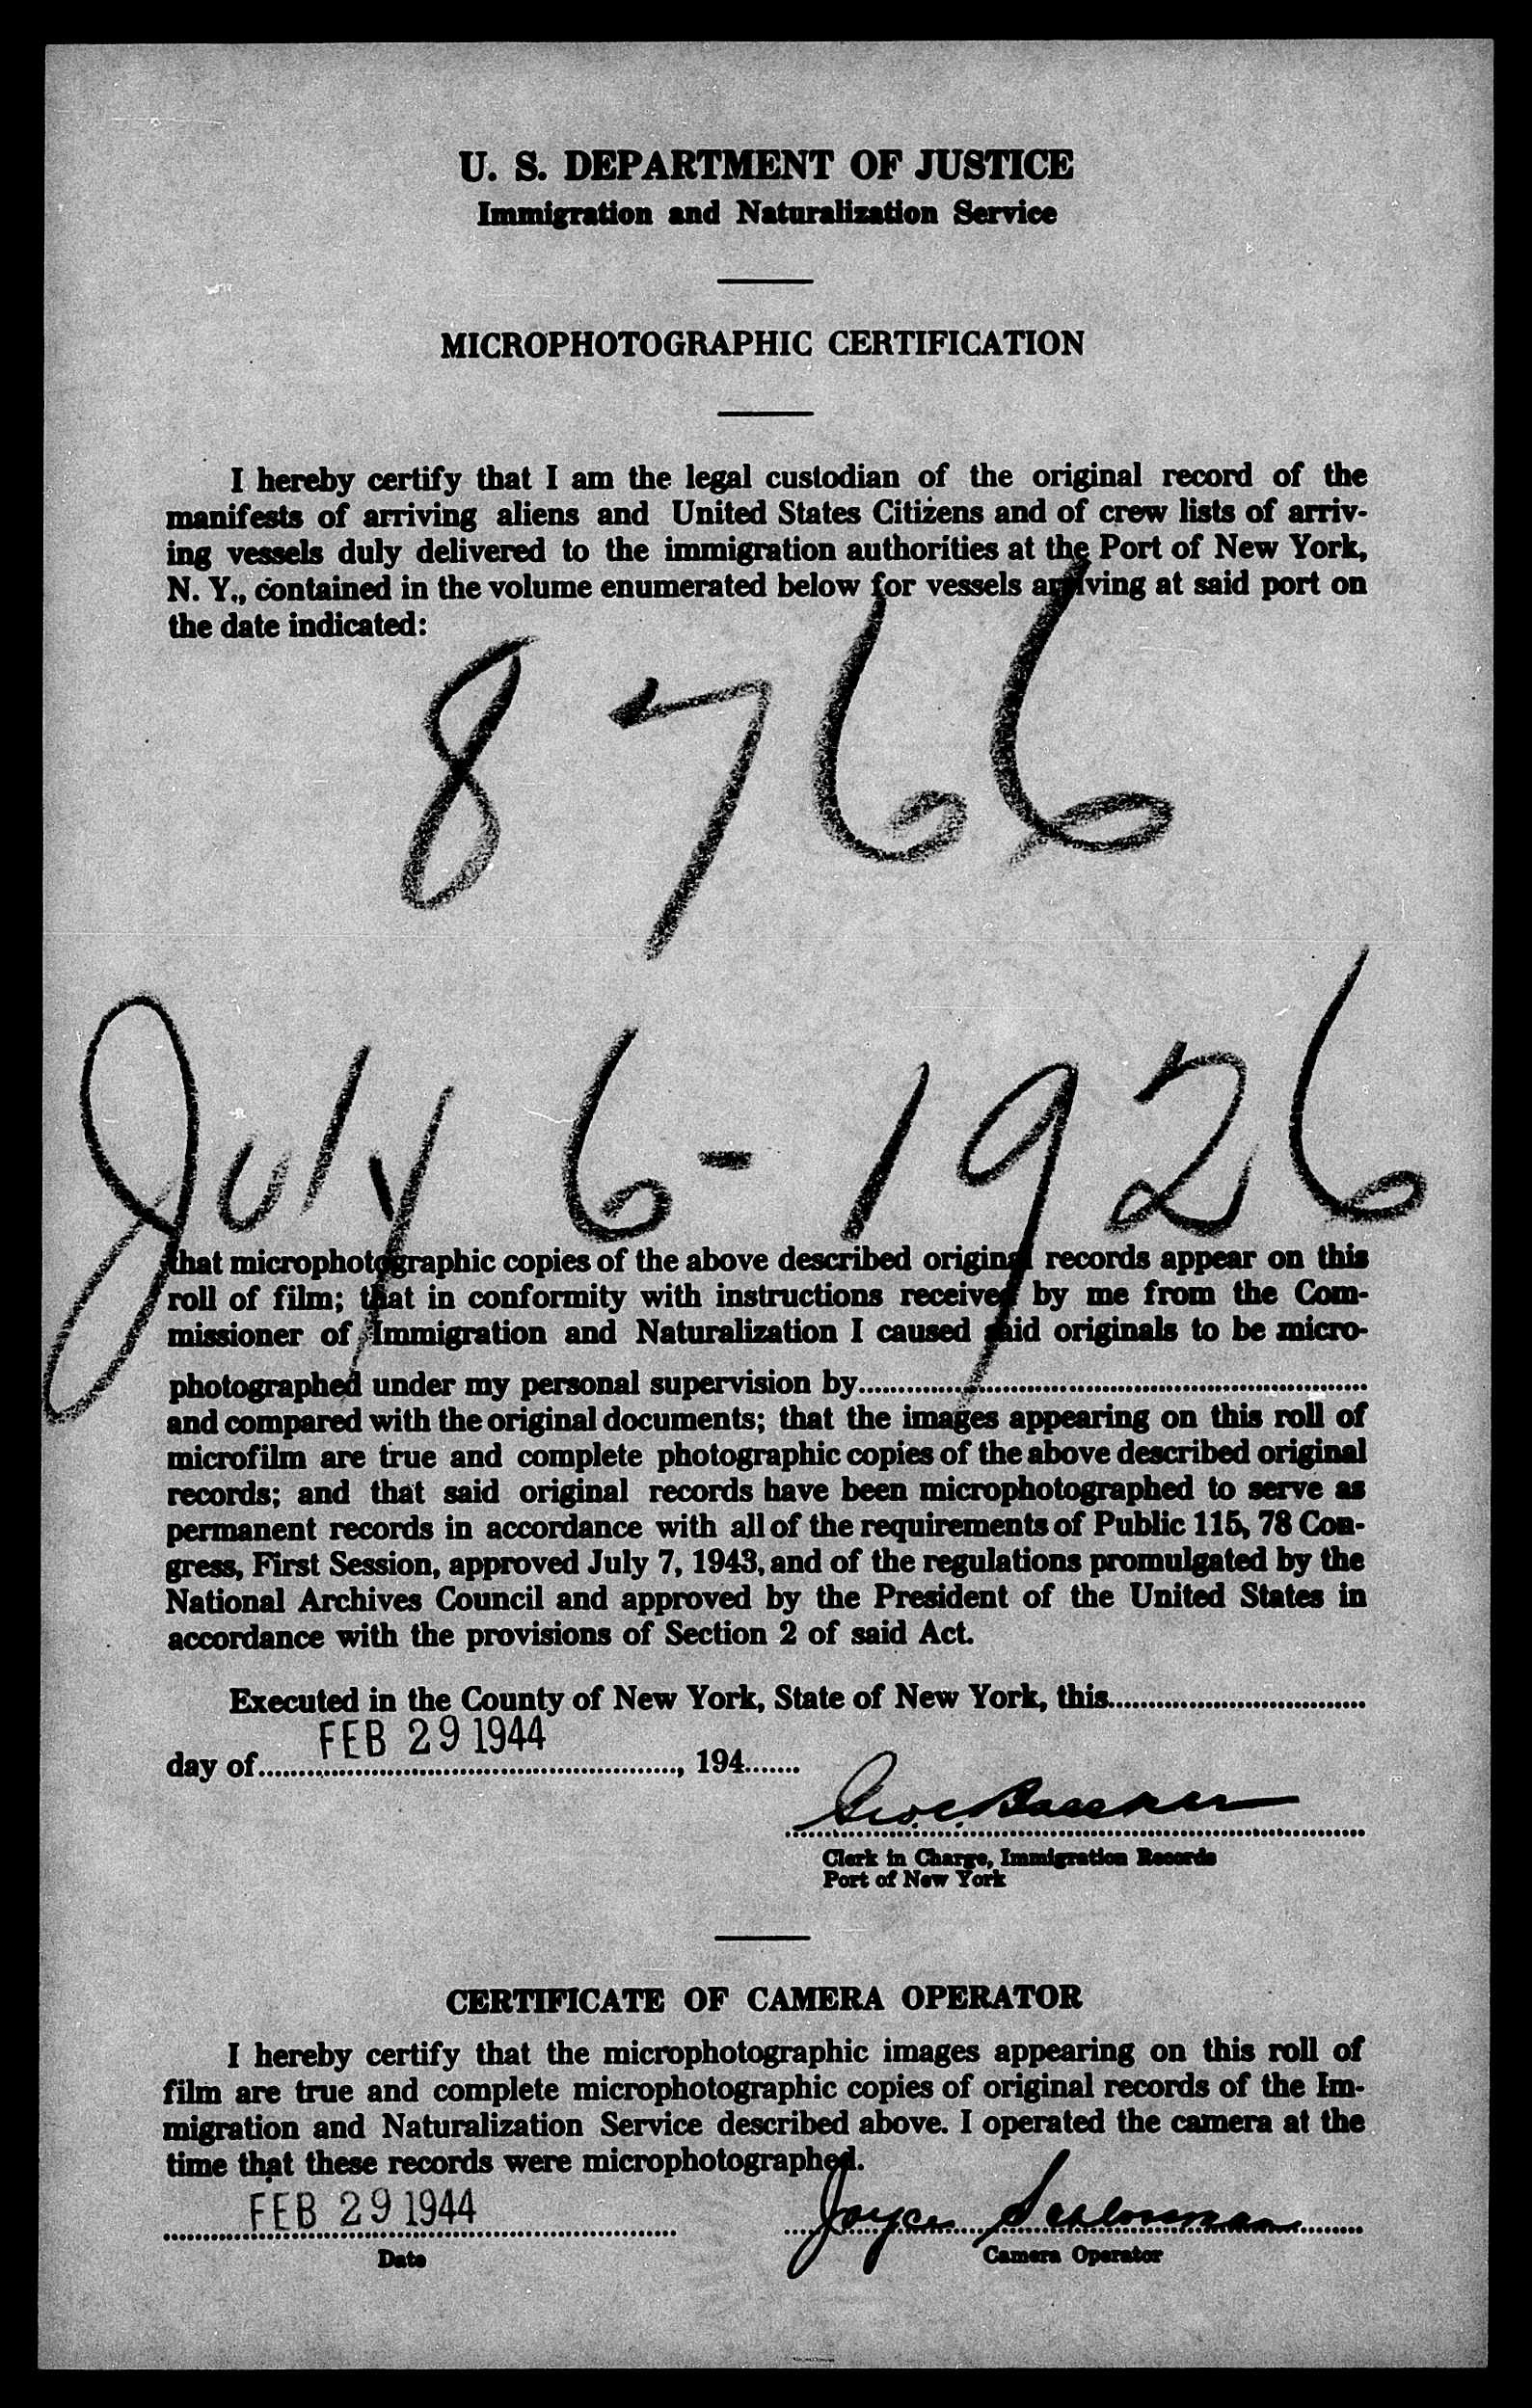 U. S. DEPARTMENT OF JUSTICE
Immigration and Naturalization Service
MICROPHOTOGRAPHIC CERTIFICATION
I hereby certify that I am the legal custodian of the original record of the
manifests of arriving aliens and United States Citizens and of crew lists of arriv-
ing vessels duly delivered to the immigration authorities at the Port of New York,
N. Y., contained in the volume enumerated below for vessels arriving at said port on
the date indicated:
8766
July 6 - 1926
that microphotographic copies of the above described original records appear on this
roll of film; that in conformity with instructions received by me from the Com-
missioner of Immigration and Naturalization I caused said originals to be micro-
photographed under my personal supervision by
and compared with the original documents; that the images appearing on this roll of
microfilm are true and complete photographic copies of the above described original
records; and that said original records have been microphotographed to serve as
permanent records in accordance with all of the requirements of Public 115, 78 Con-
gress, First Session, approved July 7, 1943, and of the regulations promulgated by the
National Archives Council and approved by the President of the United States in
accordance with the provisions of Section 2 of said Act.
Executed in the County of New York, State of New York, this
FEB 29 1944
day of, 194
Clerk in Charge, Immigration Records
Port of New York
CERTIFICATE OF CAMERA OPERATOR
I hereby certify that the microphotographic images appearing on this roll of
film are true and complete microphotographic copies of original records of the Im-
migration and Naturalization Service described above. I operated the camera at the
time that these records were microphotographed.
FEB 29 1944 Joyce
Date Camera Operator